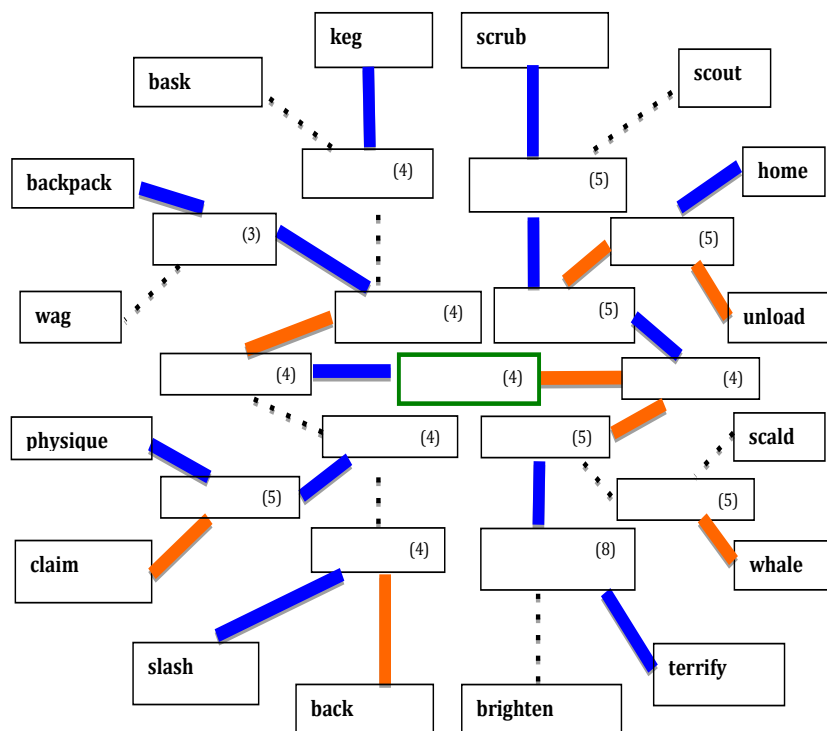 keg
scrub
bask
scout
(4)
(5)
backpack
home
(3)
(5)
wag
(4)
(5)
unload
(4)
(4)
(4)
physique
(4)
(5)
scald
(5)
(5)
claim
(4)
(8)
whale
slash
terrify
back
brighten